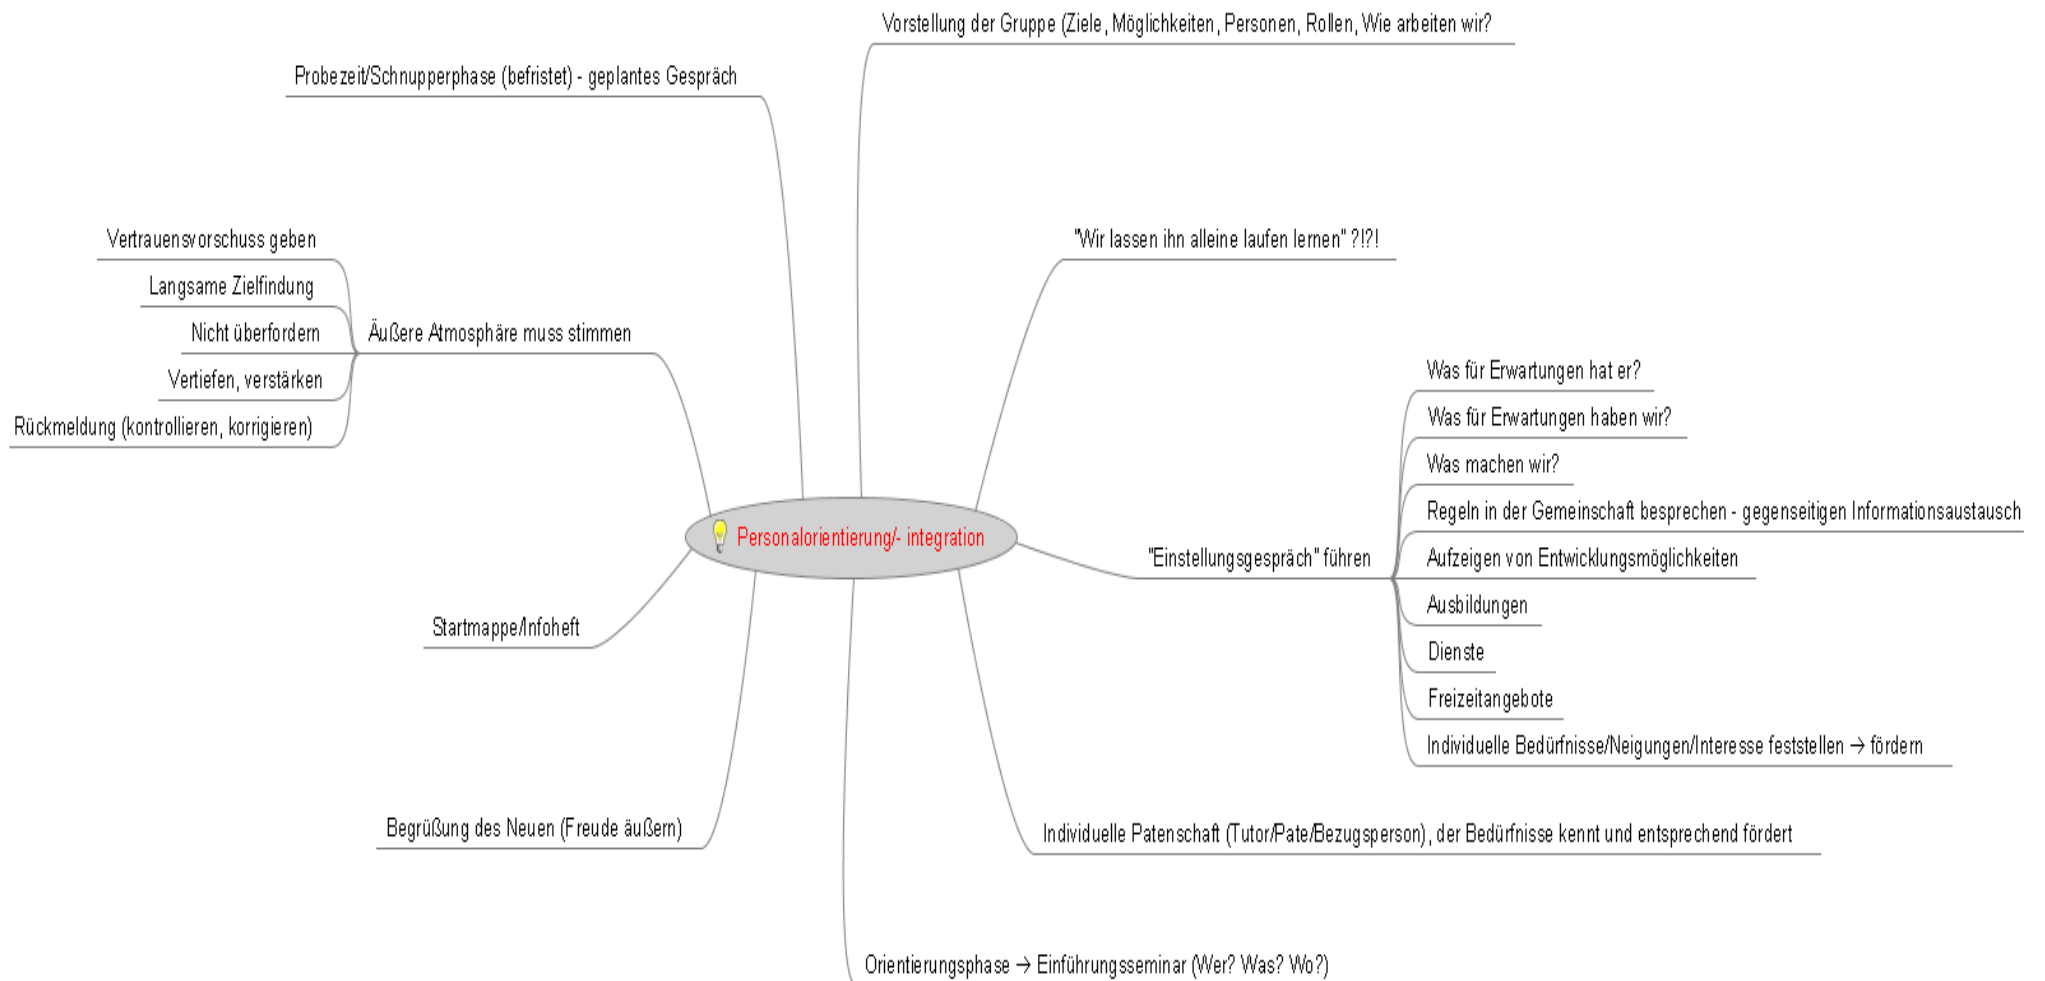 Vorstellung der Gruppe (Ziele, Möglichkeiten, Personen, Rollen, Wie arbeiten wir?
Probezeit/Schnupperphase (befristet) - geplantes Gespräch
Vertrauensvorschuss geben
Langsame Zielfindung
Nicht überfordern
Vertiefen, verstärken
Rückmeldung (kontrollieren, korrigieren)
Äußere Atmosphäre muss stimmen
"Wir lassen ihn alleine laufen lernen" ?!?!
Personalorientierung/- integration
"Einstellungsgespräch" führen
Was für Erwartungen hat er?
Was für Erwartungen haben wir?
Was machen wir?
Regeln in der Gemeinschaft besprechen - gegenseitigen Informationsaustausch
Aufzeigen von Entwicklungsmöglichkeiten
Ausbildungen
Dienste
Freizeitangebote
Individuelle Bedürfnisse/Neigungen/Interesse feststellen → fördern
Startmappe/Infoheft
Begrüßung des Neuen (Freude äußern)
Individuelle Patenschaft (Tutor/Pate/Bezugsperson), der Bedürfnisse kennt und entsprechend fördert
Orientierungsphase → Einführungsseminar (Wer? Was? Wo?)